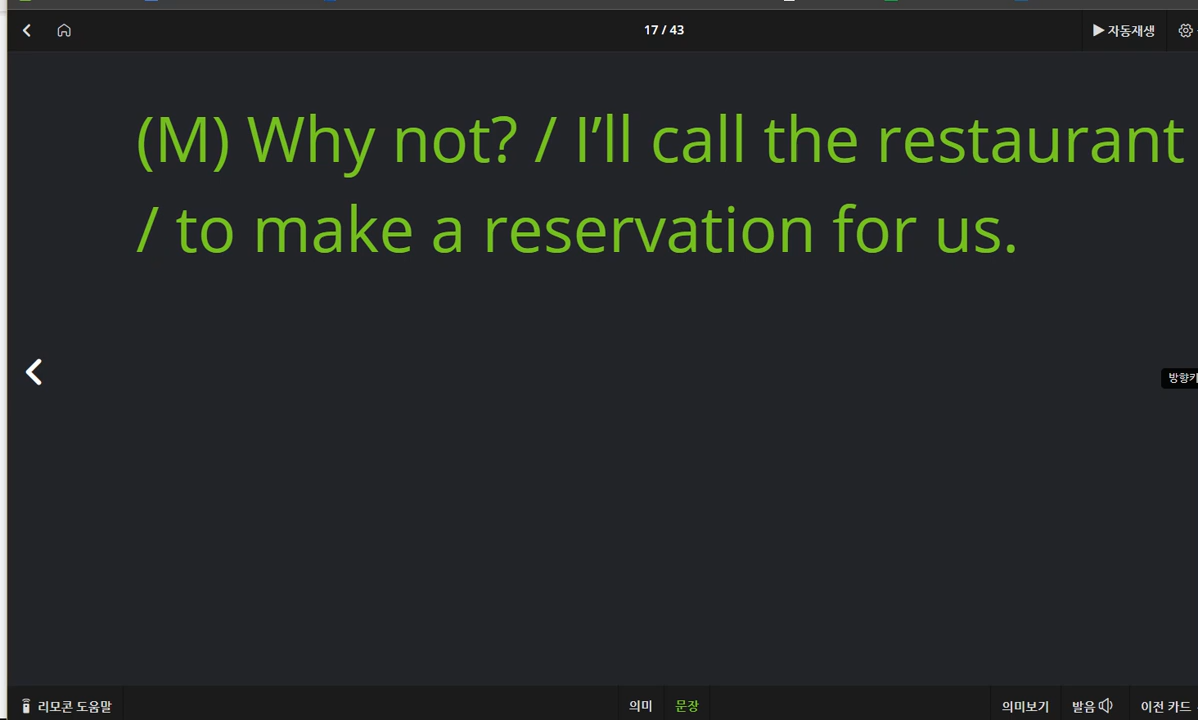 17 / 43
자동재생
(M) Why not? / I’ll call the restaurant
/ to make a reservation for us.
방향키
리모콘 도움말
의미
문장
의미보기
발음
이전 카드